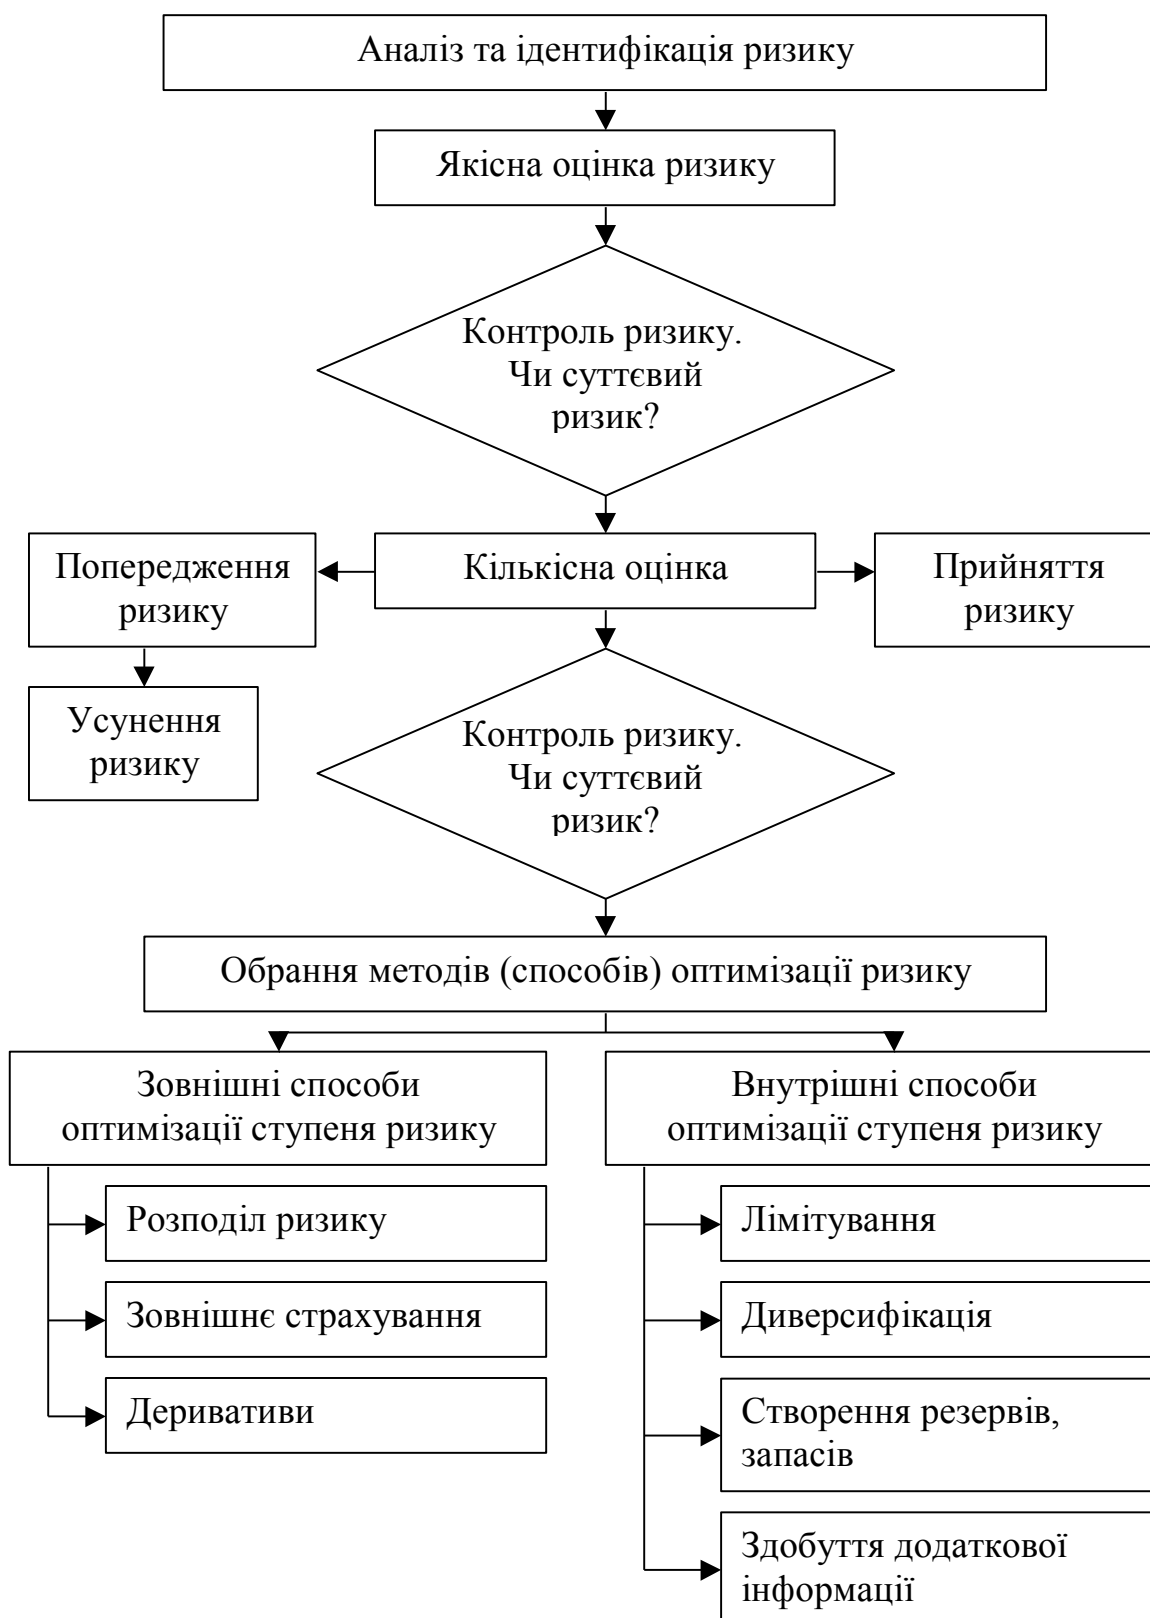 Аналіз та ідентифікація ризику
Якісна оцінка ризику
Контроль ризику.
Чи суттєвий
ризик?
Попередження
ризику
Кількісна оцінка
Прийняття
ризику
Усунення
ризику
Контроль ризику.
Чи суттєвий
ризик?
Обрання методів (способів) оптимізації ризику
Зовнішні способи
оптимізації ступеня ризику
Внутрішні способи
оптимізації ступеня ризику
Розподіл ризику
Зовнішнє страхування
Деривативи
Лімітування
Диверсифікація
Створення резервів,
запасів
Здобуття додаткової
інформації